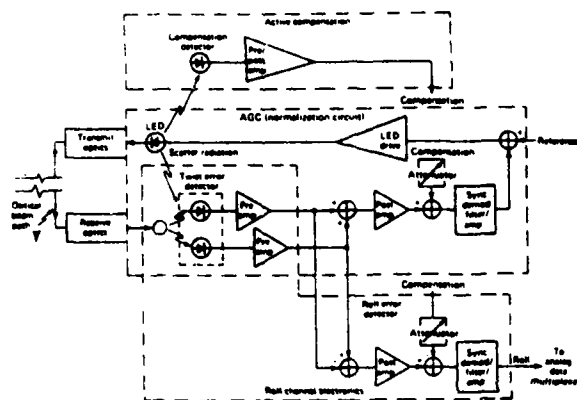 Active compensation
Compensation
detector
Pre/
post
amp
Compensation
AGC (normalization circuit)
LED
Transmit
optics
LED
drive
Reference
Scatter radiation
Compensation
Attenuator
Twist error
detector
Pre
amp
Post
amp
Sync
demod/
filter/
amp
Optical
beam
path
Receive
optics
Pre
amp
Compensation
Roll error
detector
Attenuator
Post
amp
Sync
demod/
filter/
amp
Roll
To
analog
data
multiplexer
Roll channel electronics